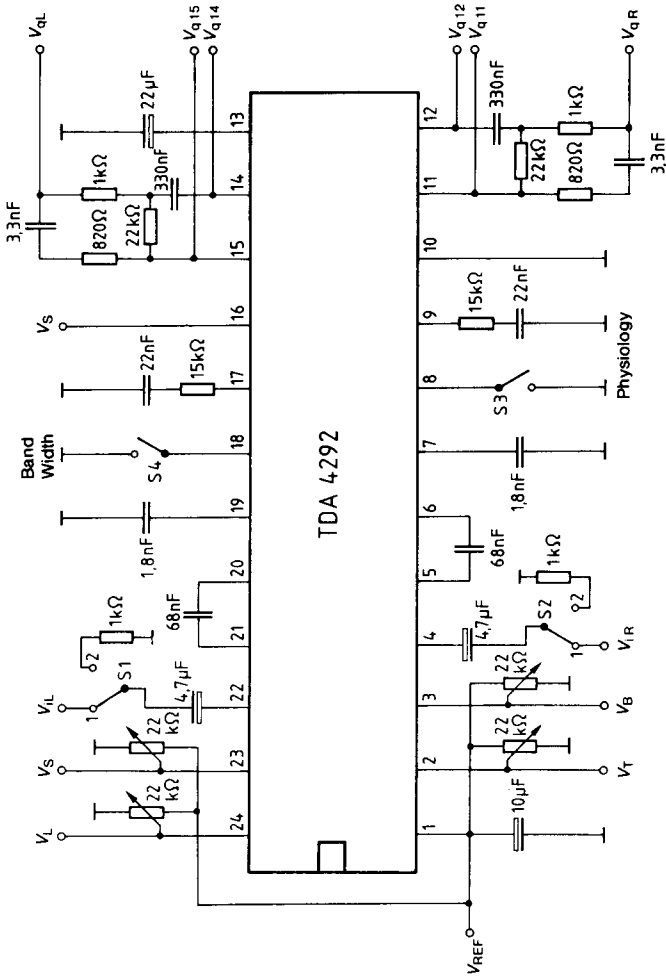 V_L
V_S
V_iL
Band
Width
V_S
V_qL
V_q15
V_q14
22
kΩ
22
kΩ
1
2
S1
1kΩ
4,7µF
68nF
1,8nF
S4
22nF
15kΩ
3,3nF
820Ω
1kΩ
22kΩ
330nF
22µF
24
23
22
21
20
19
18
17
16
15
14
13
TDA 4292
1
2
3
4
5
6
7
8
9
10
11
12
V_REF
10µF
22
kΩ
22
kΩ
4,7µF
S2
1
2
1kΩ
68nF
1,8nF
S3
15kΩ
22nF
22kΩ
330nF
820Ω
1kΩ
3,3nF
V_T
V_B
V_iR
Physiology
V_q12
V_q11
V_qR